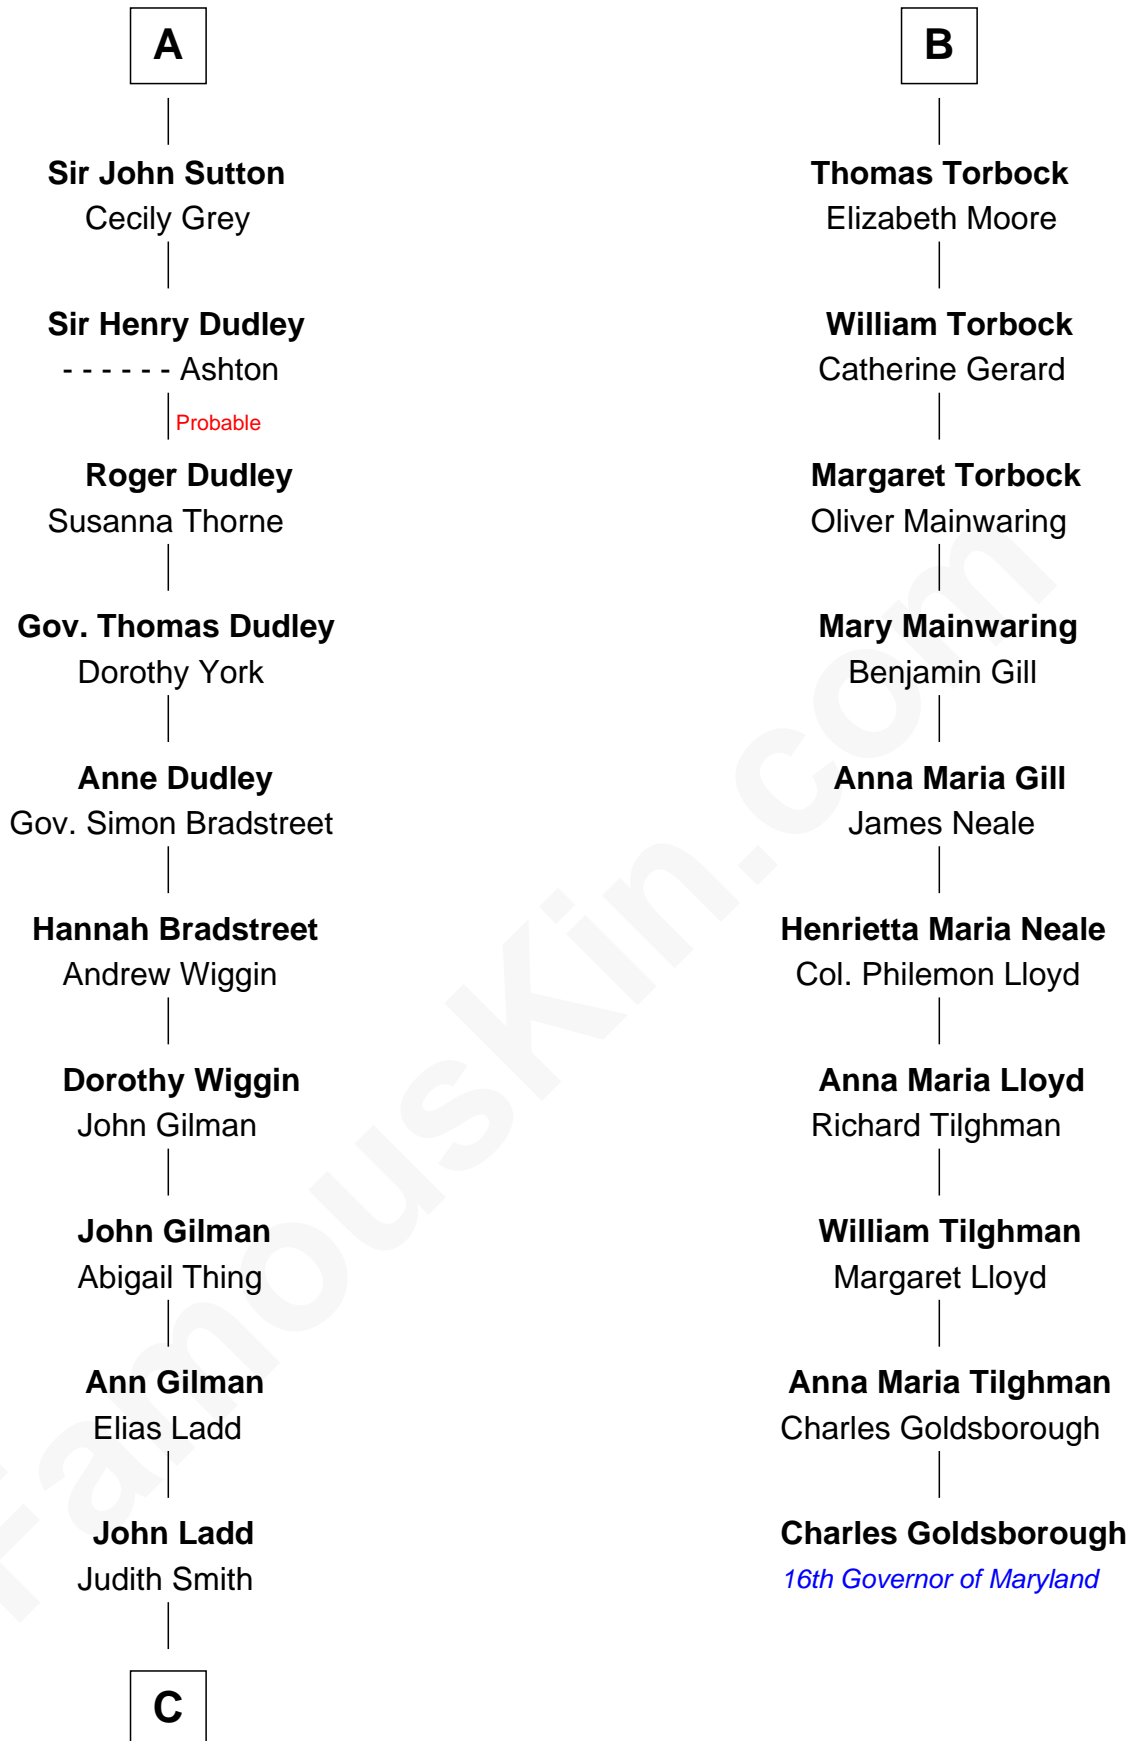 A
Sir John Sutton
Cecily Grey
Sir Henry Dudley
- - - - - - Ashton
Probable
Roger Dudley
Susanna Thorne
Gov. Thomas Dudley
Dorothy York
Anne Dudley
Gov. Simon Bradstreet
Hannah Bradstreet
Andrew Wiggin
Dorothy Wiggin
John Gilman
John Gilman
Abigail Thing
Ann Gilman
Elias Ladd
John Ladd
Judith Smith
C
B
Thomas Torbock
Elizabeth Moore
William Torbock
Catherine Gerard
Margaret Torbock
Oliver Mainwaring
Mary Mainwaring
Benjamin Gill
Anna Maria Gill
James Neale
Henrietta Maria Neale
Col. Philemon Lloyd
Anna Maria Lloyd
Richard Tilghman
William Tilghman
Margaret Lloyd
Anna Maria Tilghman
Charles Goldsborough
Charles Goldsborough
16th Governor of Maryland
FamousKin.com